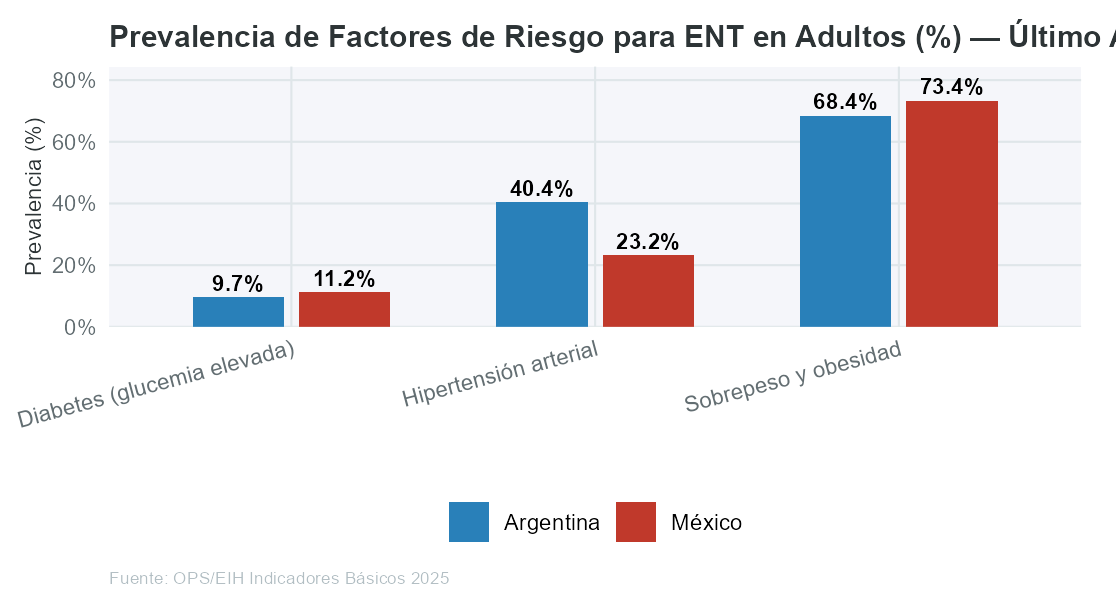 Prevalencia de Factores de Riesgo para ENT en Adultos (%) — Último
80%
60%
40%
20%
0%
Prevalencia (%)
9.7%
11.2%
40.4%
23.2%
68.4%
73.4%
Diabetes (glucemia elevada)
Hipertensión arterial
Sobrepeso y obesidad
Argentina
México
Fuente: OPS/EIH Indicadores Básicos 2025